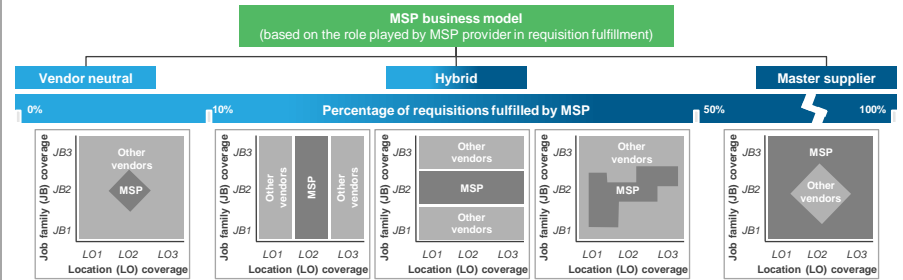 MSP business model
(based on the role played by MSP provider in requisition fulfillment)
Vendor neutral
Hybrid
Master supplier
0%
10%
Percentage of requisitions fulfilled by MSP
50%
100%
Job family (JB) coverage
JB3
JB2
JB1
Other
vendors
MSP
LO1 LO2 LO3
Location (LO) coverage
Job family (JB) coverage
JB3
JB2
JB1
Other
vendors
MSP
Other
vendors
LO1 LO2 LO3
Location (LO) coverage
Job family (JB) coverage
JB3
JB2
JB1
Other
vendors
MSP
Other
vendors
LO1 LO2 LO3
Location (LO) coverage
Job family (JB) coverage
JB3
JB2
JB1
Other
vendors
MSP
LO1 LO2 LO3
Location (LO) coverage
Job family (JB) coverage
JB3
JB2
JB1
MSP
Other
vendors
LO1 LO2 LO3
Location (LO) coverage